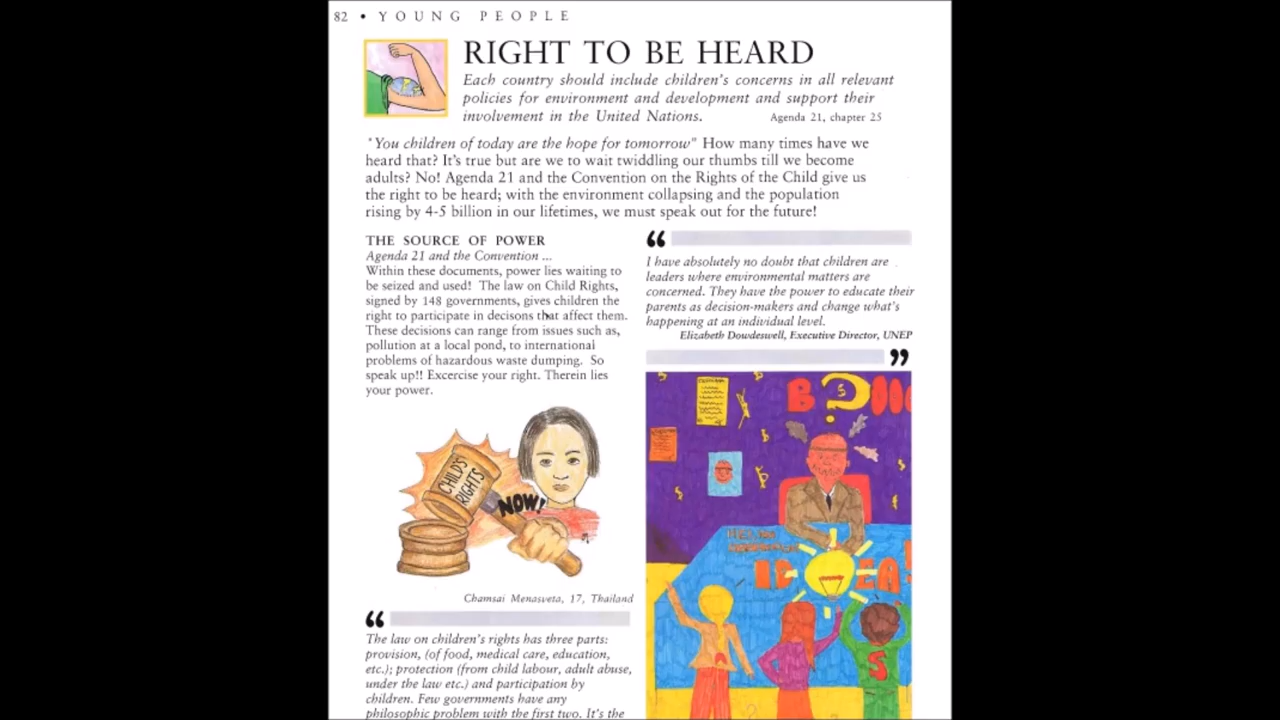 82 • YOUNG PEOPLE
RIGHT TO BE HEARD
Each country should include children's concerns in all relevant
policies for environment and development and support their
involvement in the United Nations.
Agenda 21, chapter 25
"You children of today are the hope for tomorrow" How many times have we
heard that? It's true but are we to wait twiddling our thumbs till we become
adults? No! Agenda 21 and the Convention on the Rights of the Child give us
the right to be heard; with the environment collapsing and the population
rising by 4-5 billion in our lifetimes, we must speak out for the future!
THE SOURCE OF POWER
Agenda 21 and the Convention ...
Within these documents, power lies waiting to
be seized and used! The law on Child Rights,
signed by 148 governments, gives children the
right to participate in decisons that affect them.
These decisions can range from issues such as,
pollution at a local pond, to international
problems of hazardous waste dumping. So
speak up!! Excercise your right. Therein lies
your power.
CHILD'S
RIGHTS
NOW!
Chamsai Menasveta, 17, Thailand
“
The law on children's rights has three parts:
provision, (of food, medical care, education,
etc.); protection (from child labour, adult abuse,
under the law etc.) and participation by
children. Few governments have any
philosophic problem with the first two. It's the
“
I have absolutely no doubt that children are
leaders where environmental matters are
concerned. They have the power to educate their
parents as decision-makers and change what's
happening at an individual level.
Elizabeth Dowdeswell, Executive Director, UNEP
”
B?
IDEA!
S